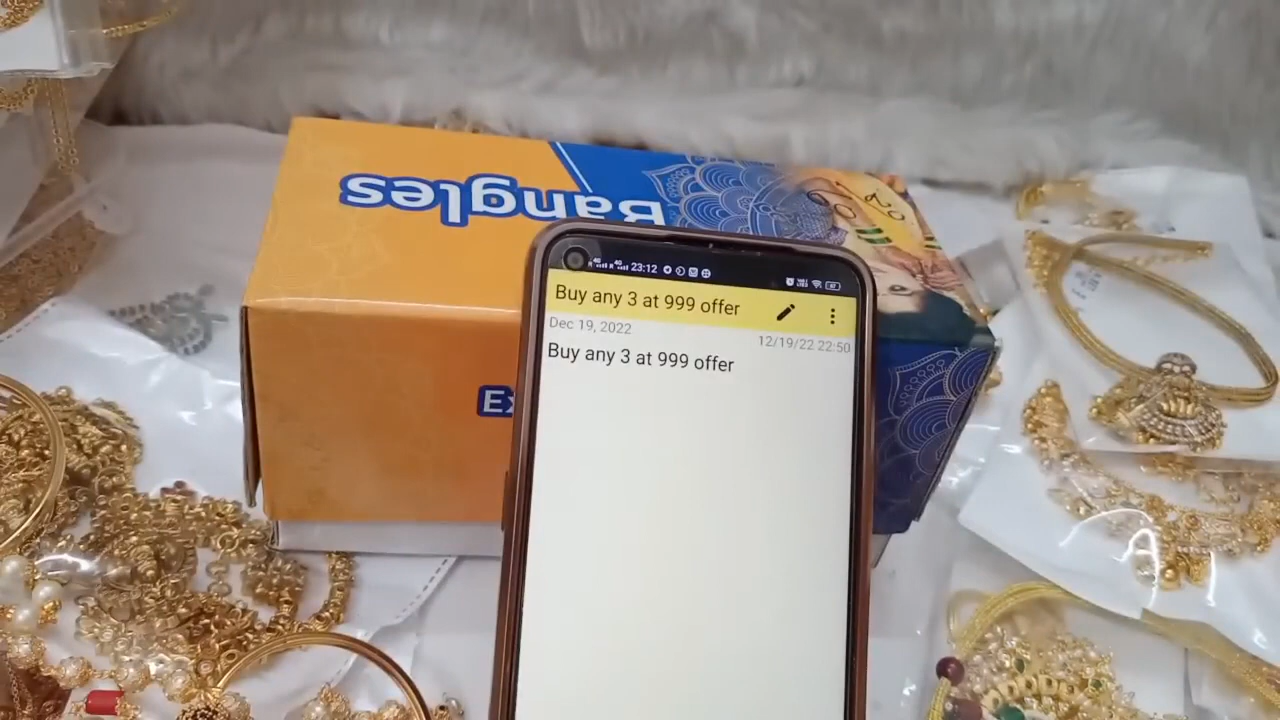 Bangles
Ex
23:12
Buy any 3 at 999 offer
Dec 19, 2022
12/19/22 22:50
Buy any 3 at 999 offer